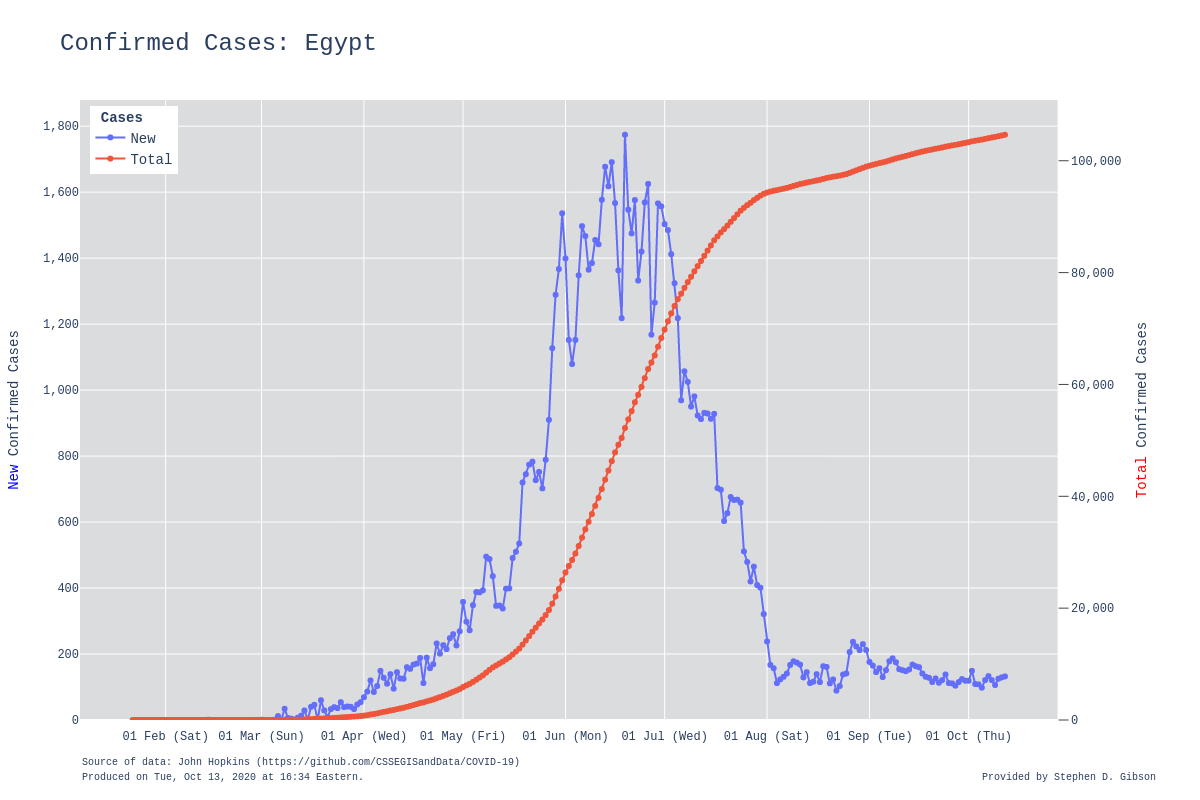 Confirmed Cases: Egypt
Cases
New
Total
1,800
1,600
1,400
1,200
1,000
800
600
400
200
0
New Confirmed Cases
100,000
80,000
60,000
40,000
20,000
0
Total Confirmed Cases
01 Feb (Sat) 01 Mar (Sun) 01 Apr (Wed) 01 May (Fri) 01 Jun (Mon) 01 Jul (Wed) 01 Aug (Sat) 01 Sep (Tue) 01 Oct (Thu)
Source of data: John Hopkins (https://github.com/CSSEGISandData/COVID-19)
Produced on Tue, Oct 13, 2020 at 16:34 Eastern.
Provided by Stephen D. Gibson